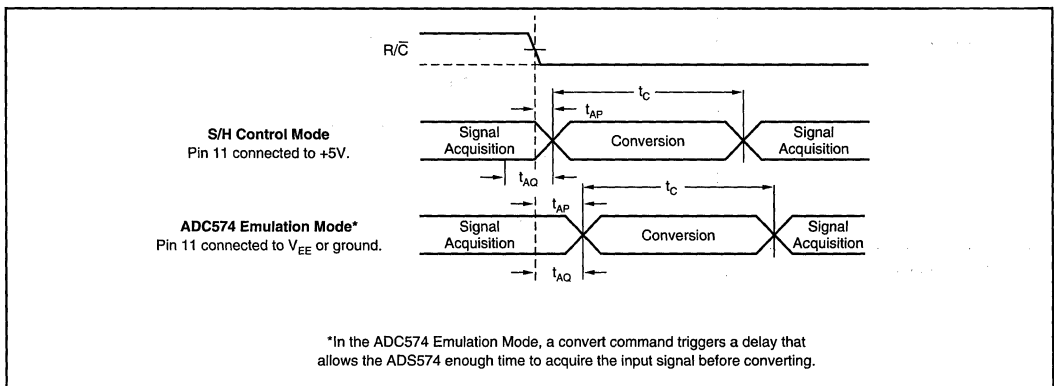 R/C̅
t_C
t_AP
S/H Control Mode
Pin 11 connected to +5V.
Signal
Acquisition
Conversion
Signal
Acquisition
t_AQ
t_C
t_AP
ADC574 Emulation Mode*
Pin 11 connected to V_EE or ground.
Signal
Acquisition
Conversion
Signal
Acquisition
t_AQ
*In the ADC574 Emulation Mode, a convert command triggers a delay that
allows the ADS574 enough time to acquire the input signal before converting.